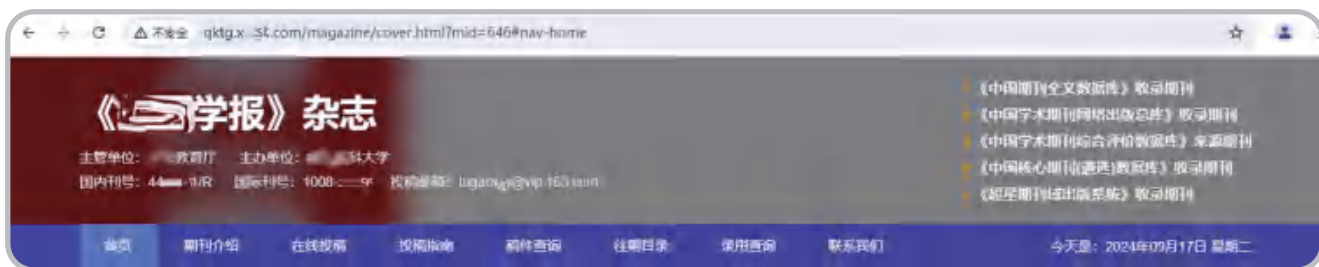 不安全 qktg.x st.com/magazine/cover.html?mid=646#nav-home
《 学报》杂志
主管单位: 教育厅 主办单位: 科大学
国内刊号: 44 1/R 国际刊号: 1008- 投稿邮箱: @vip.163.com
《中国期刊全文数据库》收录期刊
《中国学术期刊网络出版总库》收录期刊
《中国学术期刊综合评价数据库》来源期刊
《中国核心期刊(遴选)数据库》收录期刊
《超星期刊域出版系统》收录期刊
首页 期刊介绍 在线投稿 投稿指南 稿件查询 往期目录 录用查询 联系我们 今天是: 2024年09月17日 星期二